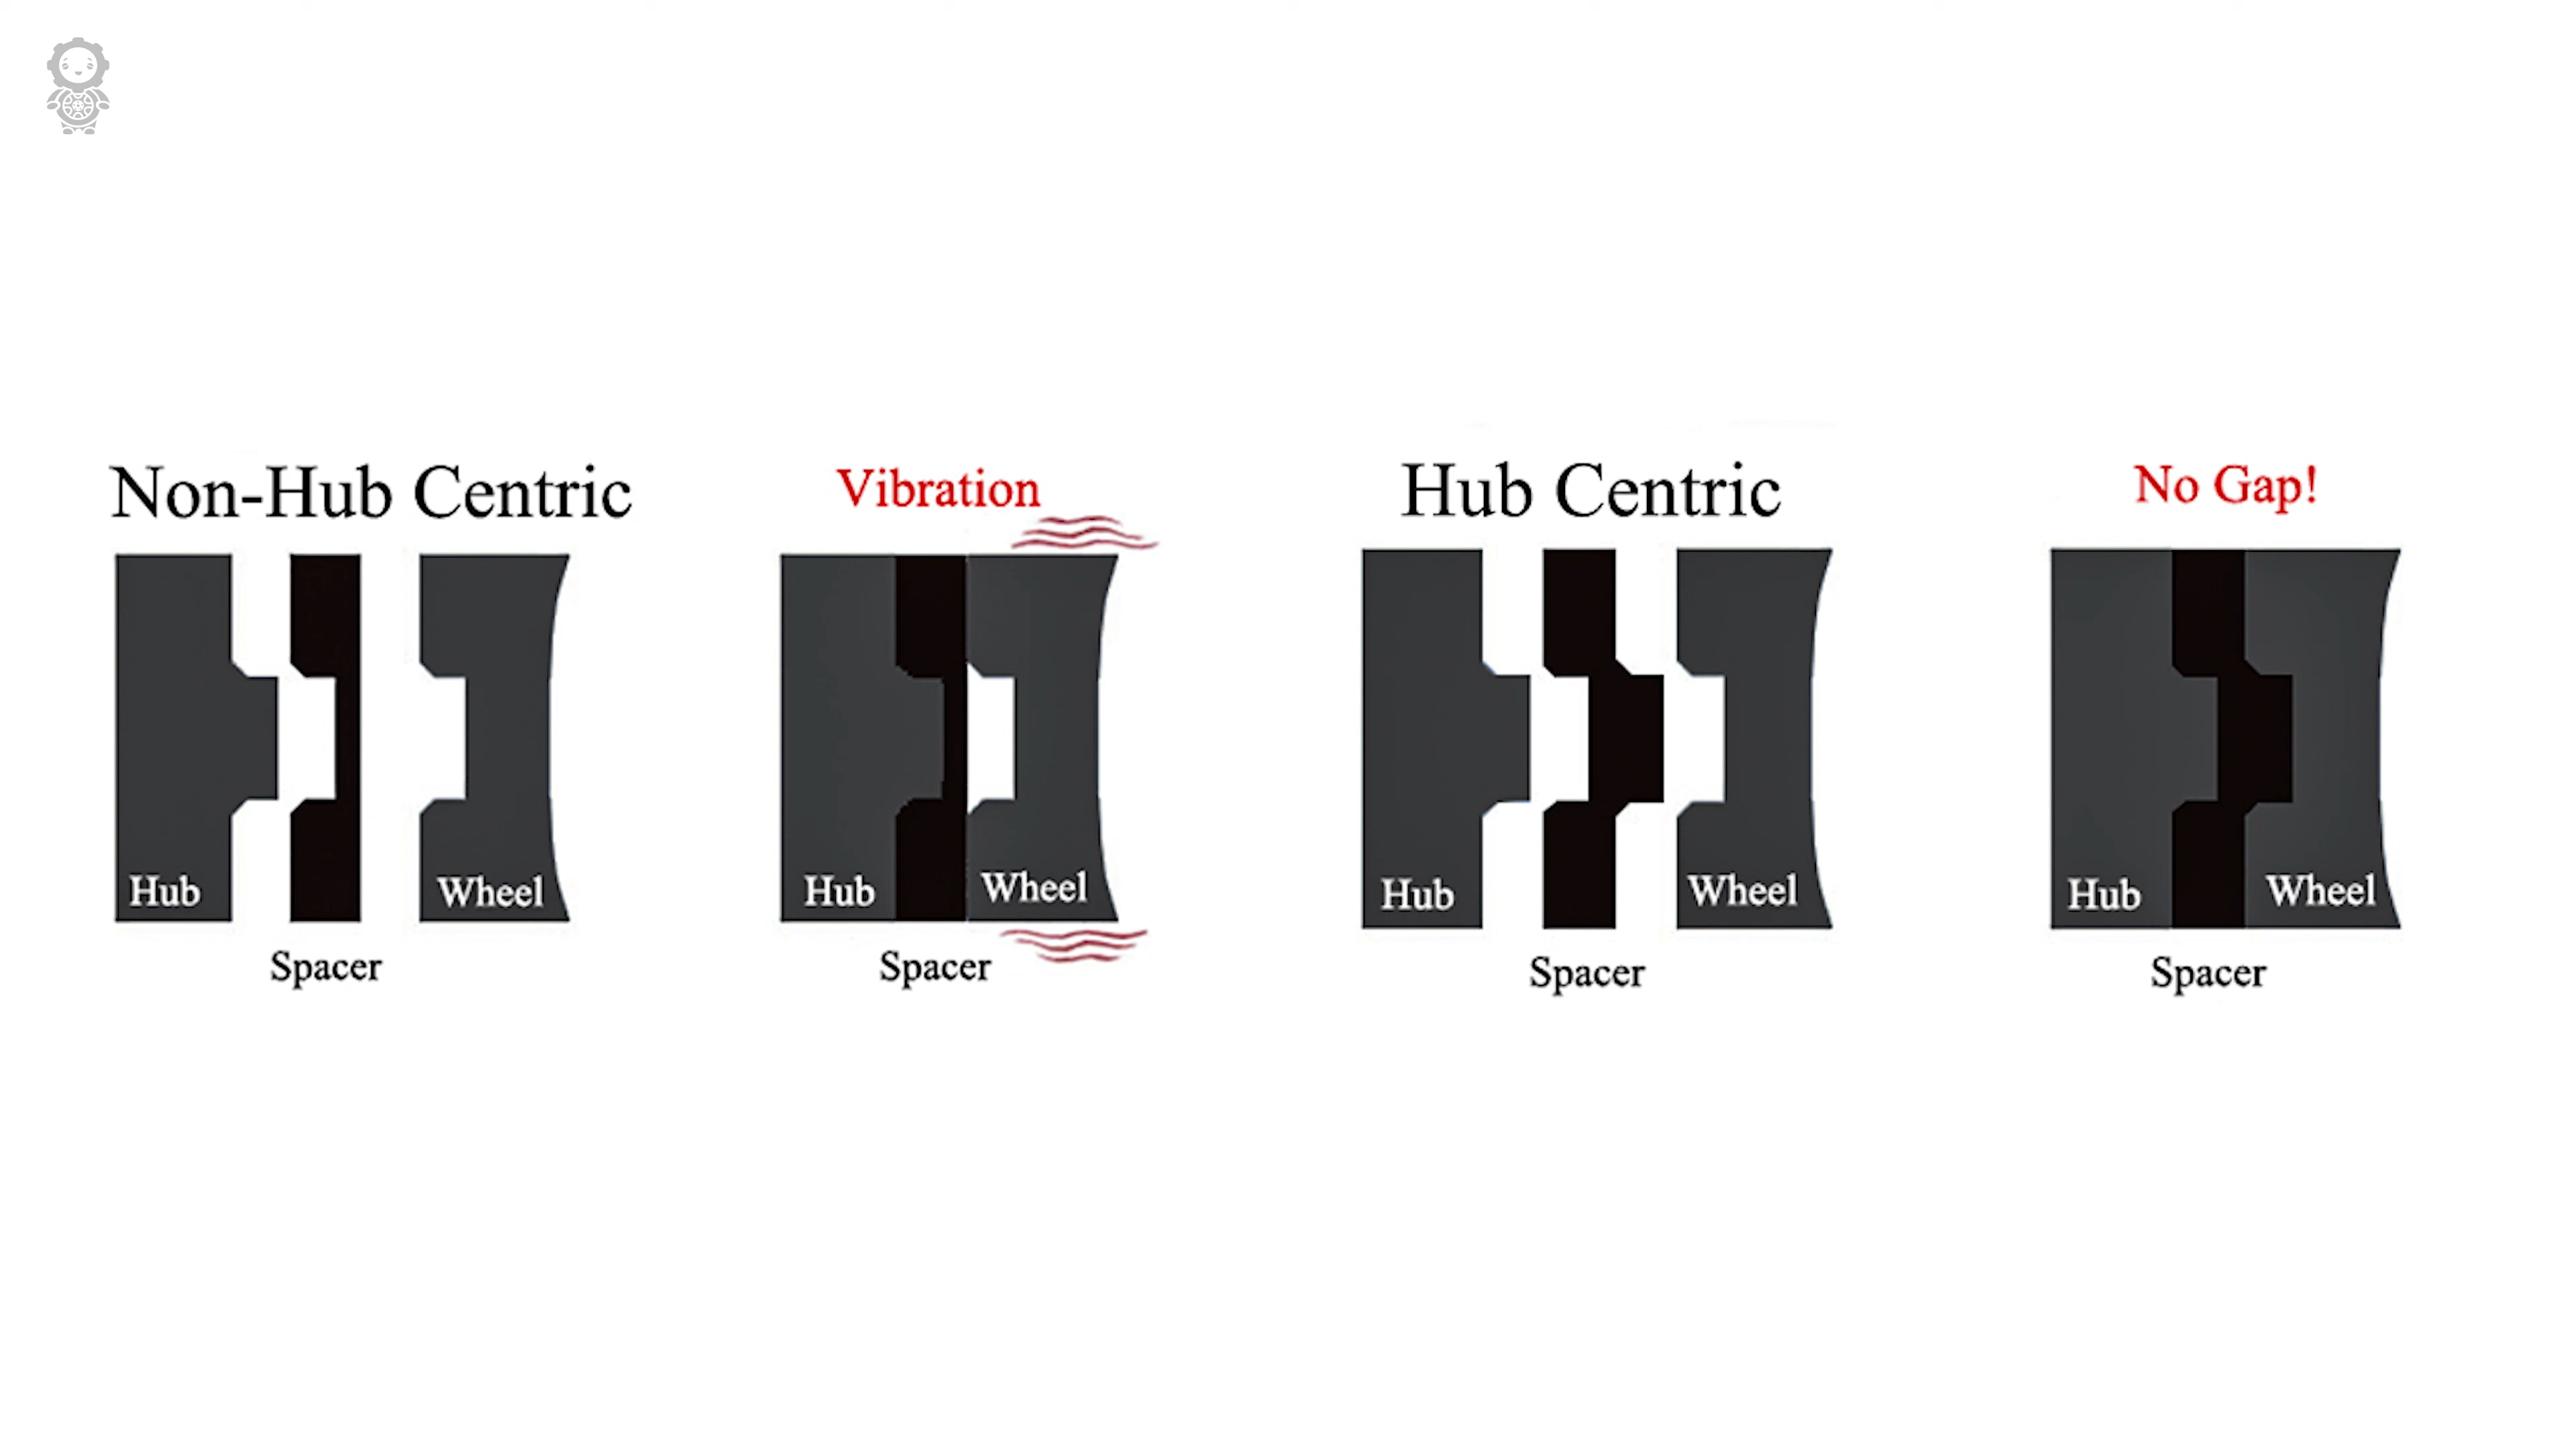 Non-Hub Centric
Hub
Wheel
Spacer
Vibration
Hub
Wheel
Spacer
Hub Centric
Hub
Wheel
Spacer
No Gap!
Hub
Wheel
Spacer